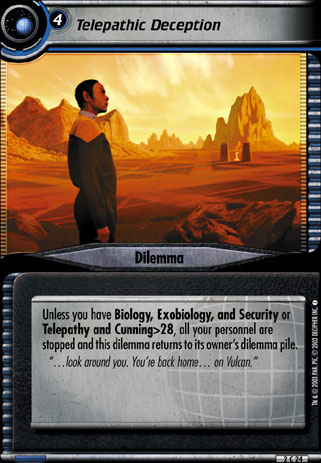 4 Telepathic Deception
Dilemma
Unless you have Biology, Exobiology, and Security or
Telepathy and Cunning>28, all your personnel are
stopped and this dilemma returns to its owner's dilemma pile.
"…look around you. You're back home… on Vulcan."
TM & © 2003 PAR. PIC. © 2003 DECIPHER INC.
2 C 24